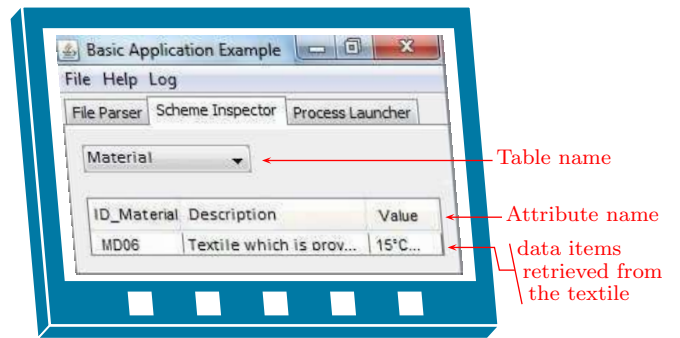 Basic Application Example
File Help Log
File Parser Scheme Inspector Process Launcher
Material
Table name
ID_Material Description Value
Attribute name
MD06 Textile which is prov... 15°C...
data items
retrieved from
the textile